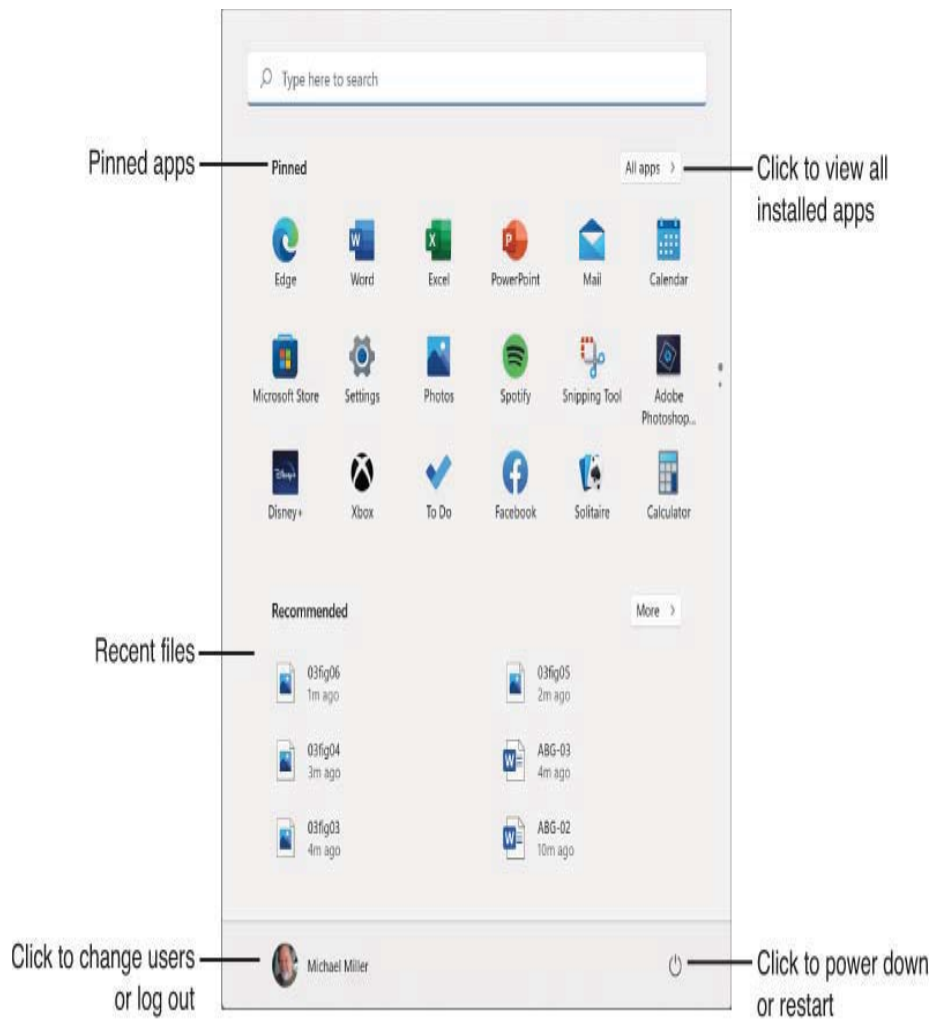 Type here to search
Pinned apps
Pinned
All apps >
Click to view all
installed apps
Edge
Word
Excel
PowerPoint
Mail
Calendar
Microsoft Store
Settings
Photos
Spotify
Snipping Tool
Adobe
Photoshop...
Disney+
Xbox
To Do
Facebook
Solitaire
Calculator
Recommended
More >
Recent files
03fig06
1m ago
03fig05
2m ago
03fig04
3m ago
ABG-03
4m ago
03fig03
4m ago
ABG-02
10m ago
Click to change users
or log out
Michael Miller
Click to power down
or restart